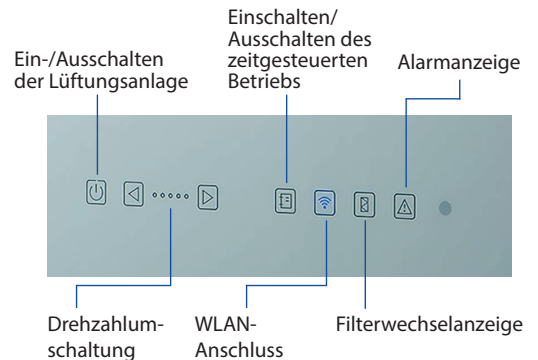 Ein-/Ausschalten
der Lüftungsanlage
Einschalten/
Ausschalten des
zeitgesteuerten
Betriebs
Alarmanzeige
Drehzahlum-
schaltung
WLAN-
Anschluss
Filterwechselanzeige